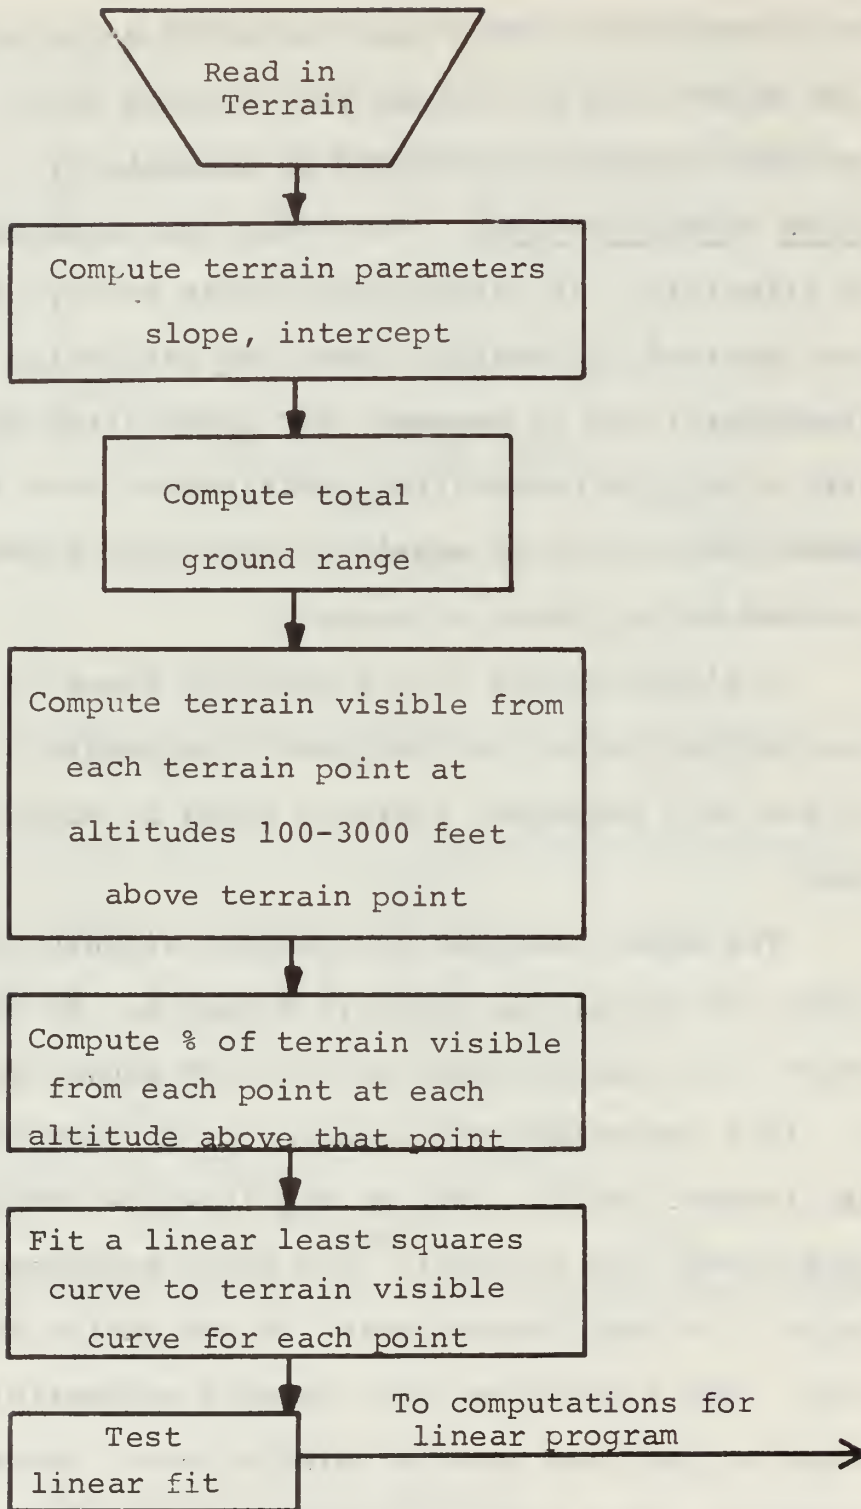 Read in
Terrain
Compute terrain parameters
slope, intercept
Compute total
ground range
Compute terrain visible from
each terrain point at
altitudes 100-3000 feet
above terrain point
Compute % of terrain visible
from each point at each
altitude above that point
Fit a linear least squares
curve to terrain visible
curve for each point
Test
linear fit
To computations for
linear program